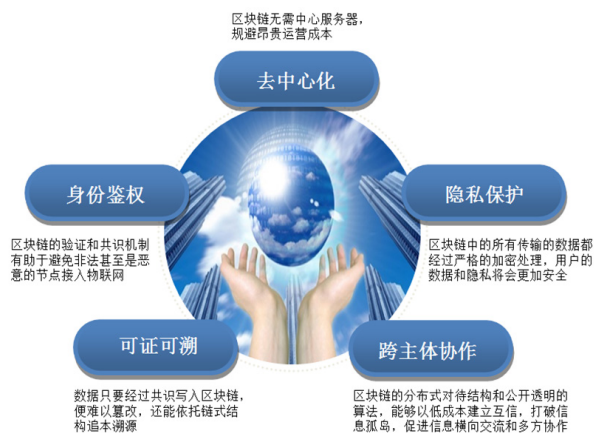 区块链无需中心服务器，
规避昂贵运营成本
去中心化
身份鉴权
区块链的验证和共识机制
有助于避免非法甚至是恶
意的节点接入物联网
隐私保护
区块链中的所有传输的数据都
经过严格的加密处理，用户的
数据和隐私将会更加安全
可证可溯
数据只要经过共识写入区块链，
便难以篡改，还能依托链式结
构追本溯源
跨主体协作
区块链的分布式对待结构和公开透明的
算法，能够以低成本建立互信，打破信
息孤岛，促进信息横向交流和多方协作